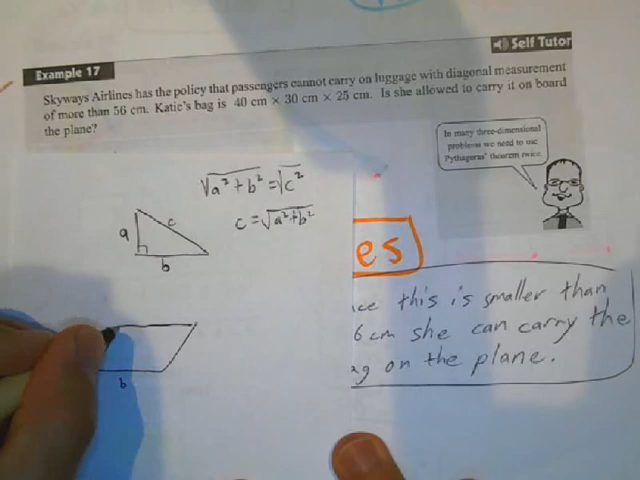 Self Tutor
Example 17
Skyways Airlines has the policy that passengers cannot carry on luggage with diagonal measurement
of more than 56 cm. Katie's bag is 40 cm × 30 cm × 25 cm. Is she allowed to carry it on board
the plane?
In many three-dimensional
problems we need to use
Pythagoras' theorem twice.
√a²+b² = √c²
c = √a²+b²
a
c
b
es
this is smaller than
6 cm she can carry the
on the plane.
b